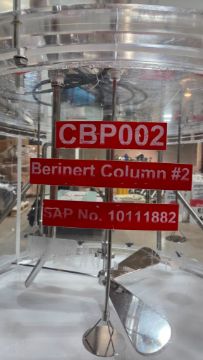 CBP002
Berinert Column #2
SAP No. 10111882